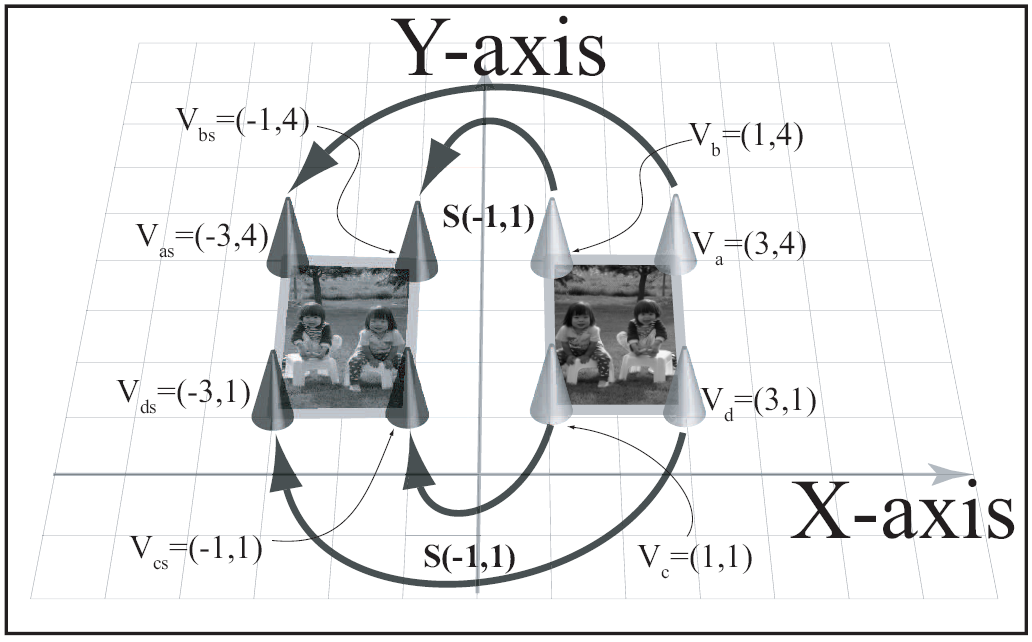 Y-axis
V_bs=(-1,4)
V_b=(1,4)
S(-1,1)
V_as=(-3,4)
V_a=(3,4)
V_ds=(-3,1)
V_d=(3,1)
X-axis
V_cs=(-1,1)
S(-1,1)
V_c=(1,1)